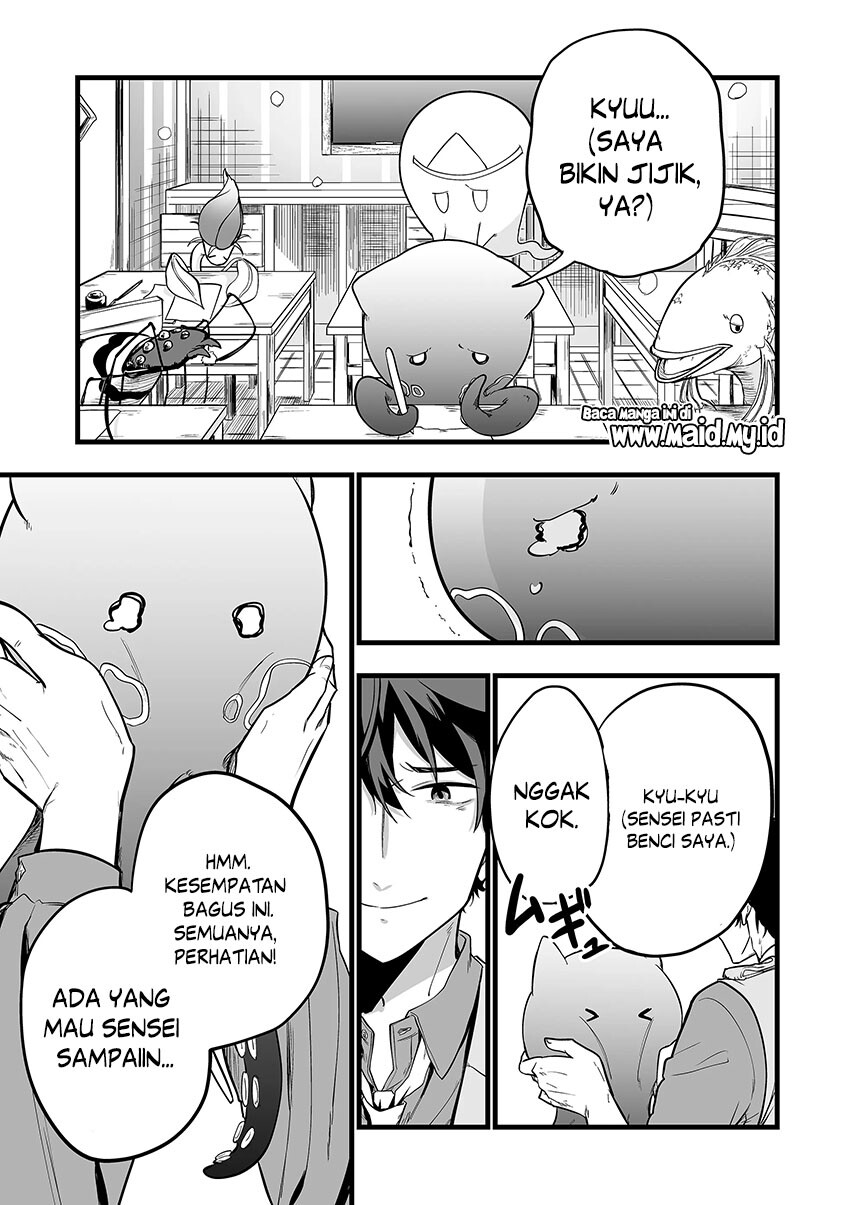 KYUU...
(SAYA
BIKIN JIJIK,
YA?)
Baca manga ini di
www.Maid.My.id
KYU-KYU
(SENSEI PASTI
BENCI SAYA.)
NGGAK
KOK.
ムギュ
HMM.
KESEMPATAN
BAGUS INI.
SEMUANYA,
PERHATIAN!
ADA YANG
MAU SENSEI
SAMPAIIN...